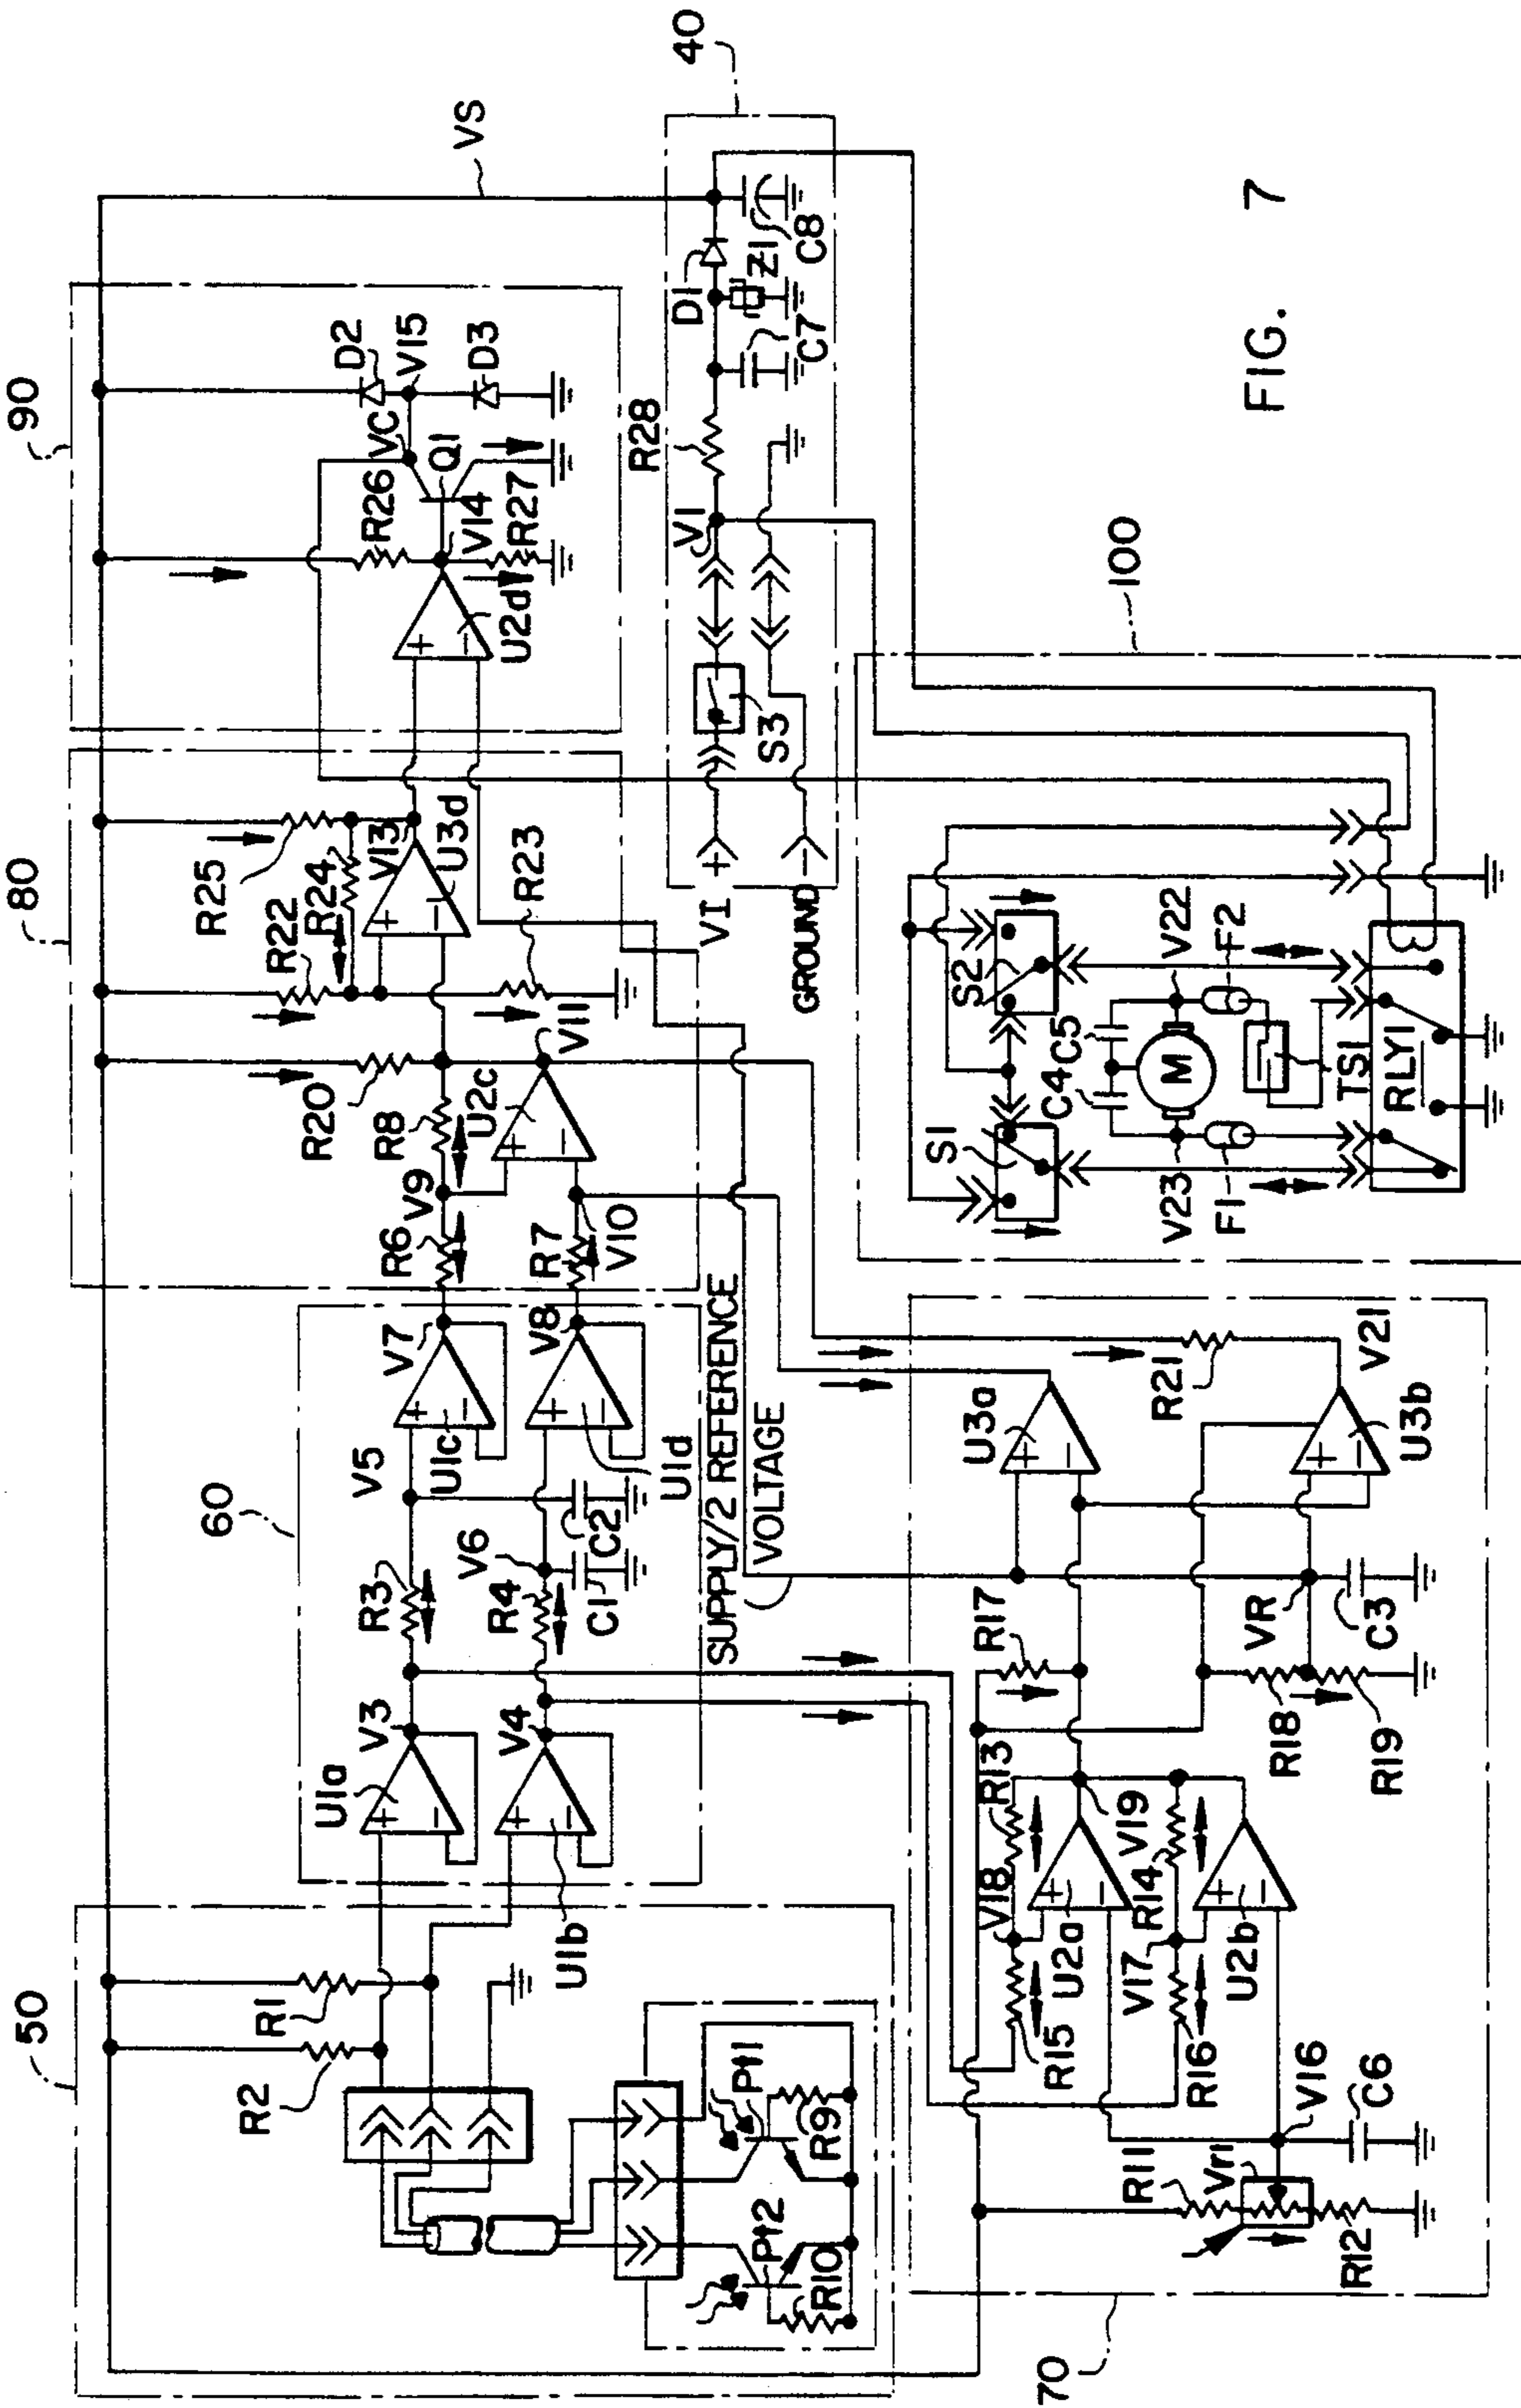 50
R2
R1
Pt2
Pt1
R10
R9
60
U1a
V3
R3
V5
V7
U1c
U1b
V4
R4
V6
C1
C2
V8
U1d
80
R6
V9
R8
R20
R22
R24
R25
V13
U3d
R23
R7
V10
U2c
V11
90
R26
V14
R27
U2d
Q1
VC
V15
D2
D3
VS
40
VI
GROUND
S3
V1
R28
C7
D1
Z1
C8
SUPPLY/2 REFERENCE
VOLTAGE
70
R11
Vr1
R12
V16
C6
R15
R16
V18
V17
R13
R14
U2a
U2b
V19
R17
R18
R19
VR
C3
U3a
U3b
R21
V21
100
S1
S2
C4
C5
M
V23
V22
F1
F2
TS1
RLY1
FIG. 7